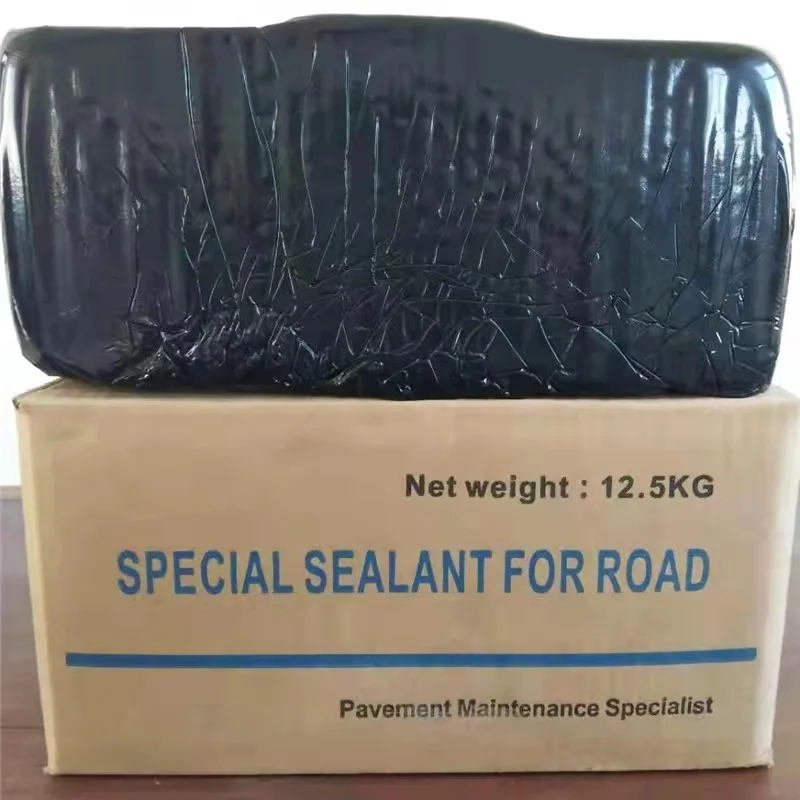 Net weight : 12.5KG
SPECIAL SEALANT FOR ROAD
Pavement Maintenance Specialist